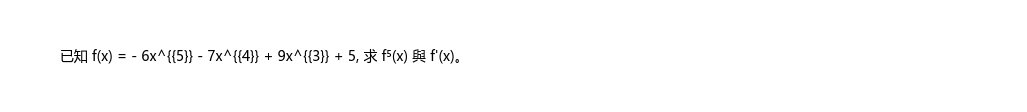 已知 f(x) = - 6x^{{5}} - 7x^{{4}} + 9x^{{3}} + 5, 求 f⁵(x) 與 f'(x)。